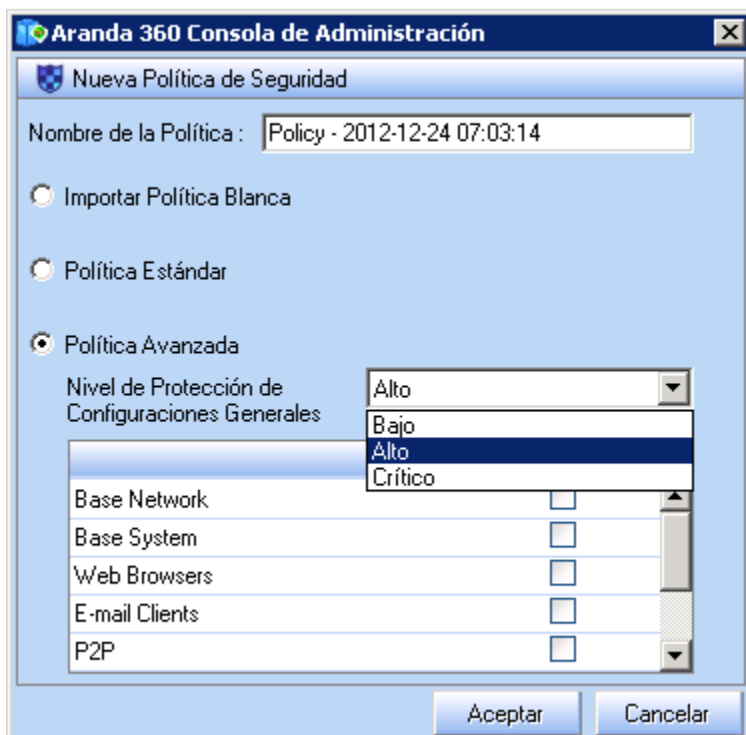 Aranda 360 Consola de Administración
Nueva Política de Seguridad
Nombre de la Política : Policy - 2012-12-24 07:03:14
Importar Política Blanca
Política Estándar
Política Avanzada
Nivel de Protección de
Configuraciones Generales
Alto
Bajo
Alto
Crítico
Base Network
Base System
Web Browsers
E-mail Clients
P2P
Aceptar
Cancelar